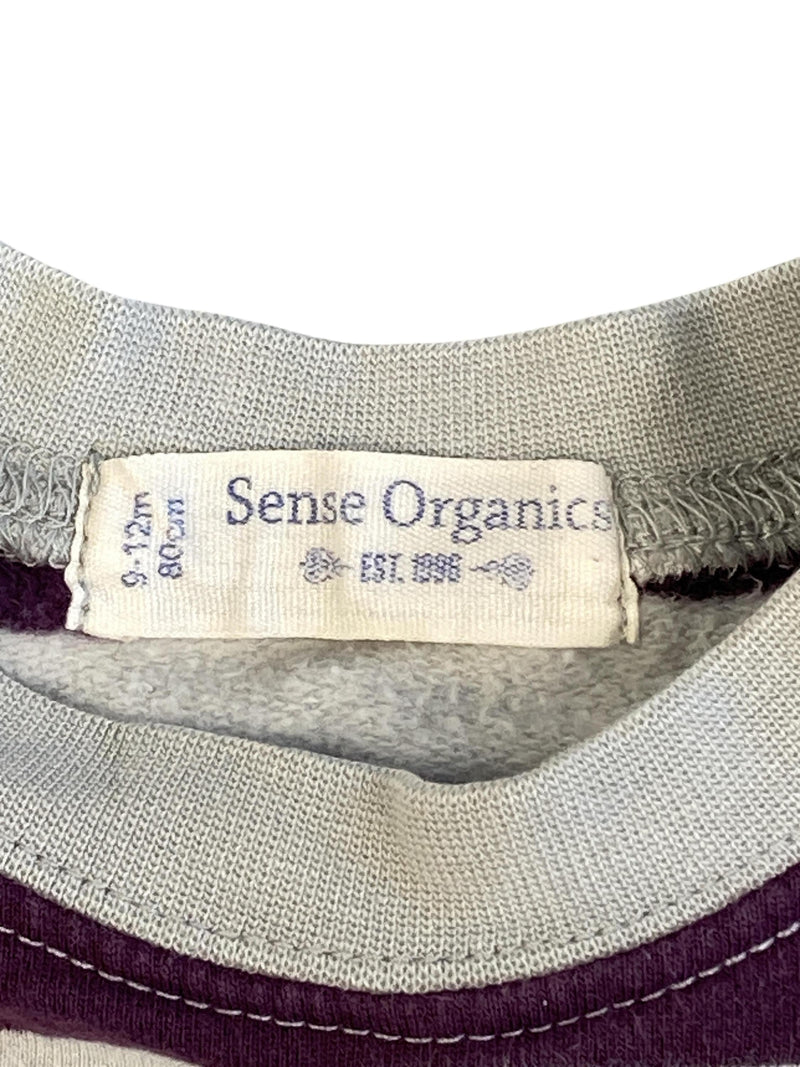 9-12m
80cm
Sense Organics
EST. 1996